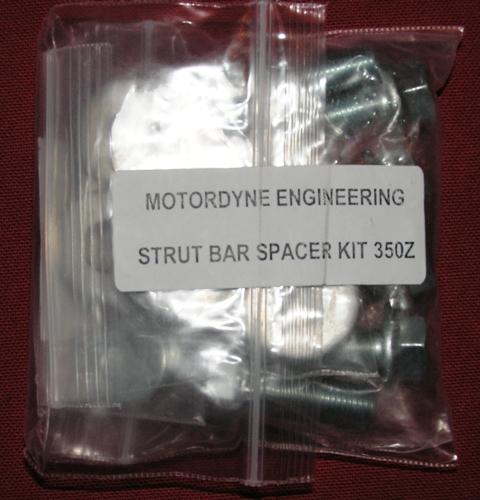 MOTORDYNE ENGINEERING
STRUT BAR SPACER KIT 350Z